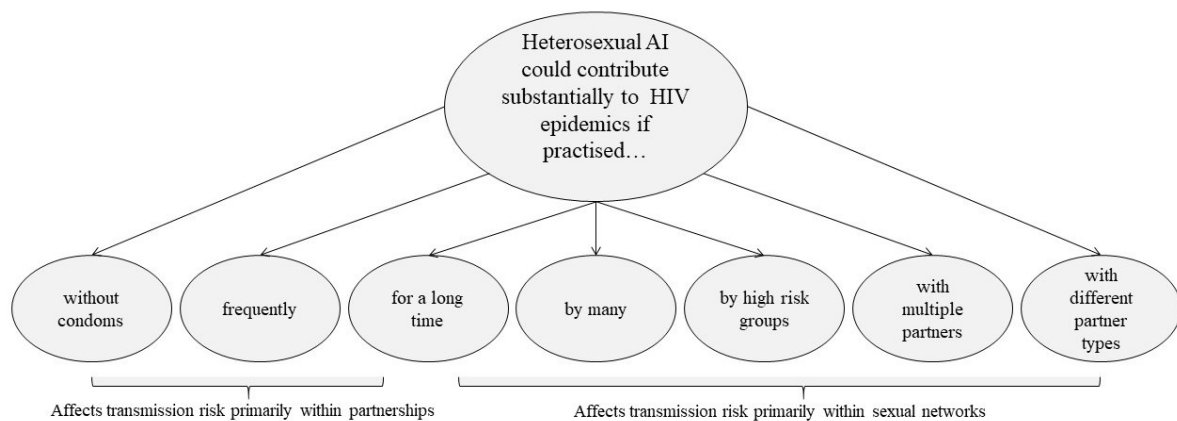 Heterosexual AI
could contribute
substantially to HIV
epidemics if
practised…
without
condoms
frequently
for a long
time
by many
by high risk
groups
with
multiple
partners
with
different
partner
types
Affects transmission risk primarily within partnerships
Affects transmission risk primarily within sexual networks